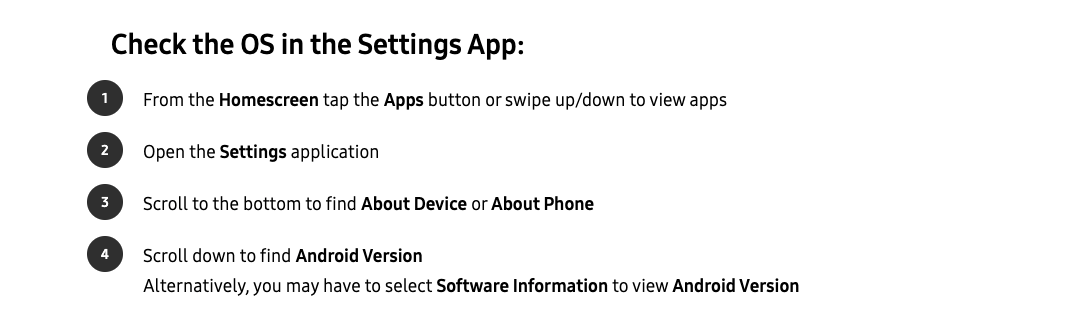 Check the OS in the Settings App:
1 From the Homescreen tap the Apps button or swipe up/down to view apps
2 Open the Settings application
3 Scroll to the bottom to find About Device or About Phone
4 Scroll down to find Android Version
Alternatively, you may have to select Software Information to view Android Version